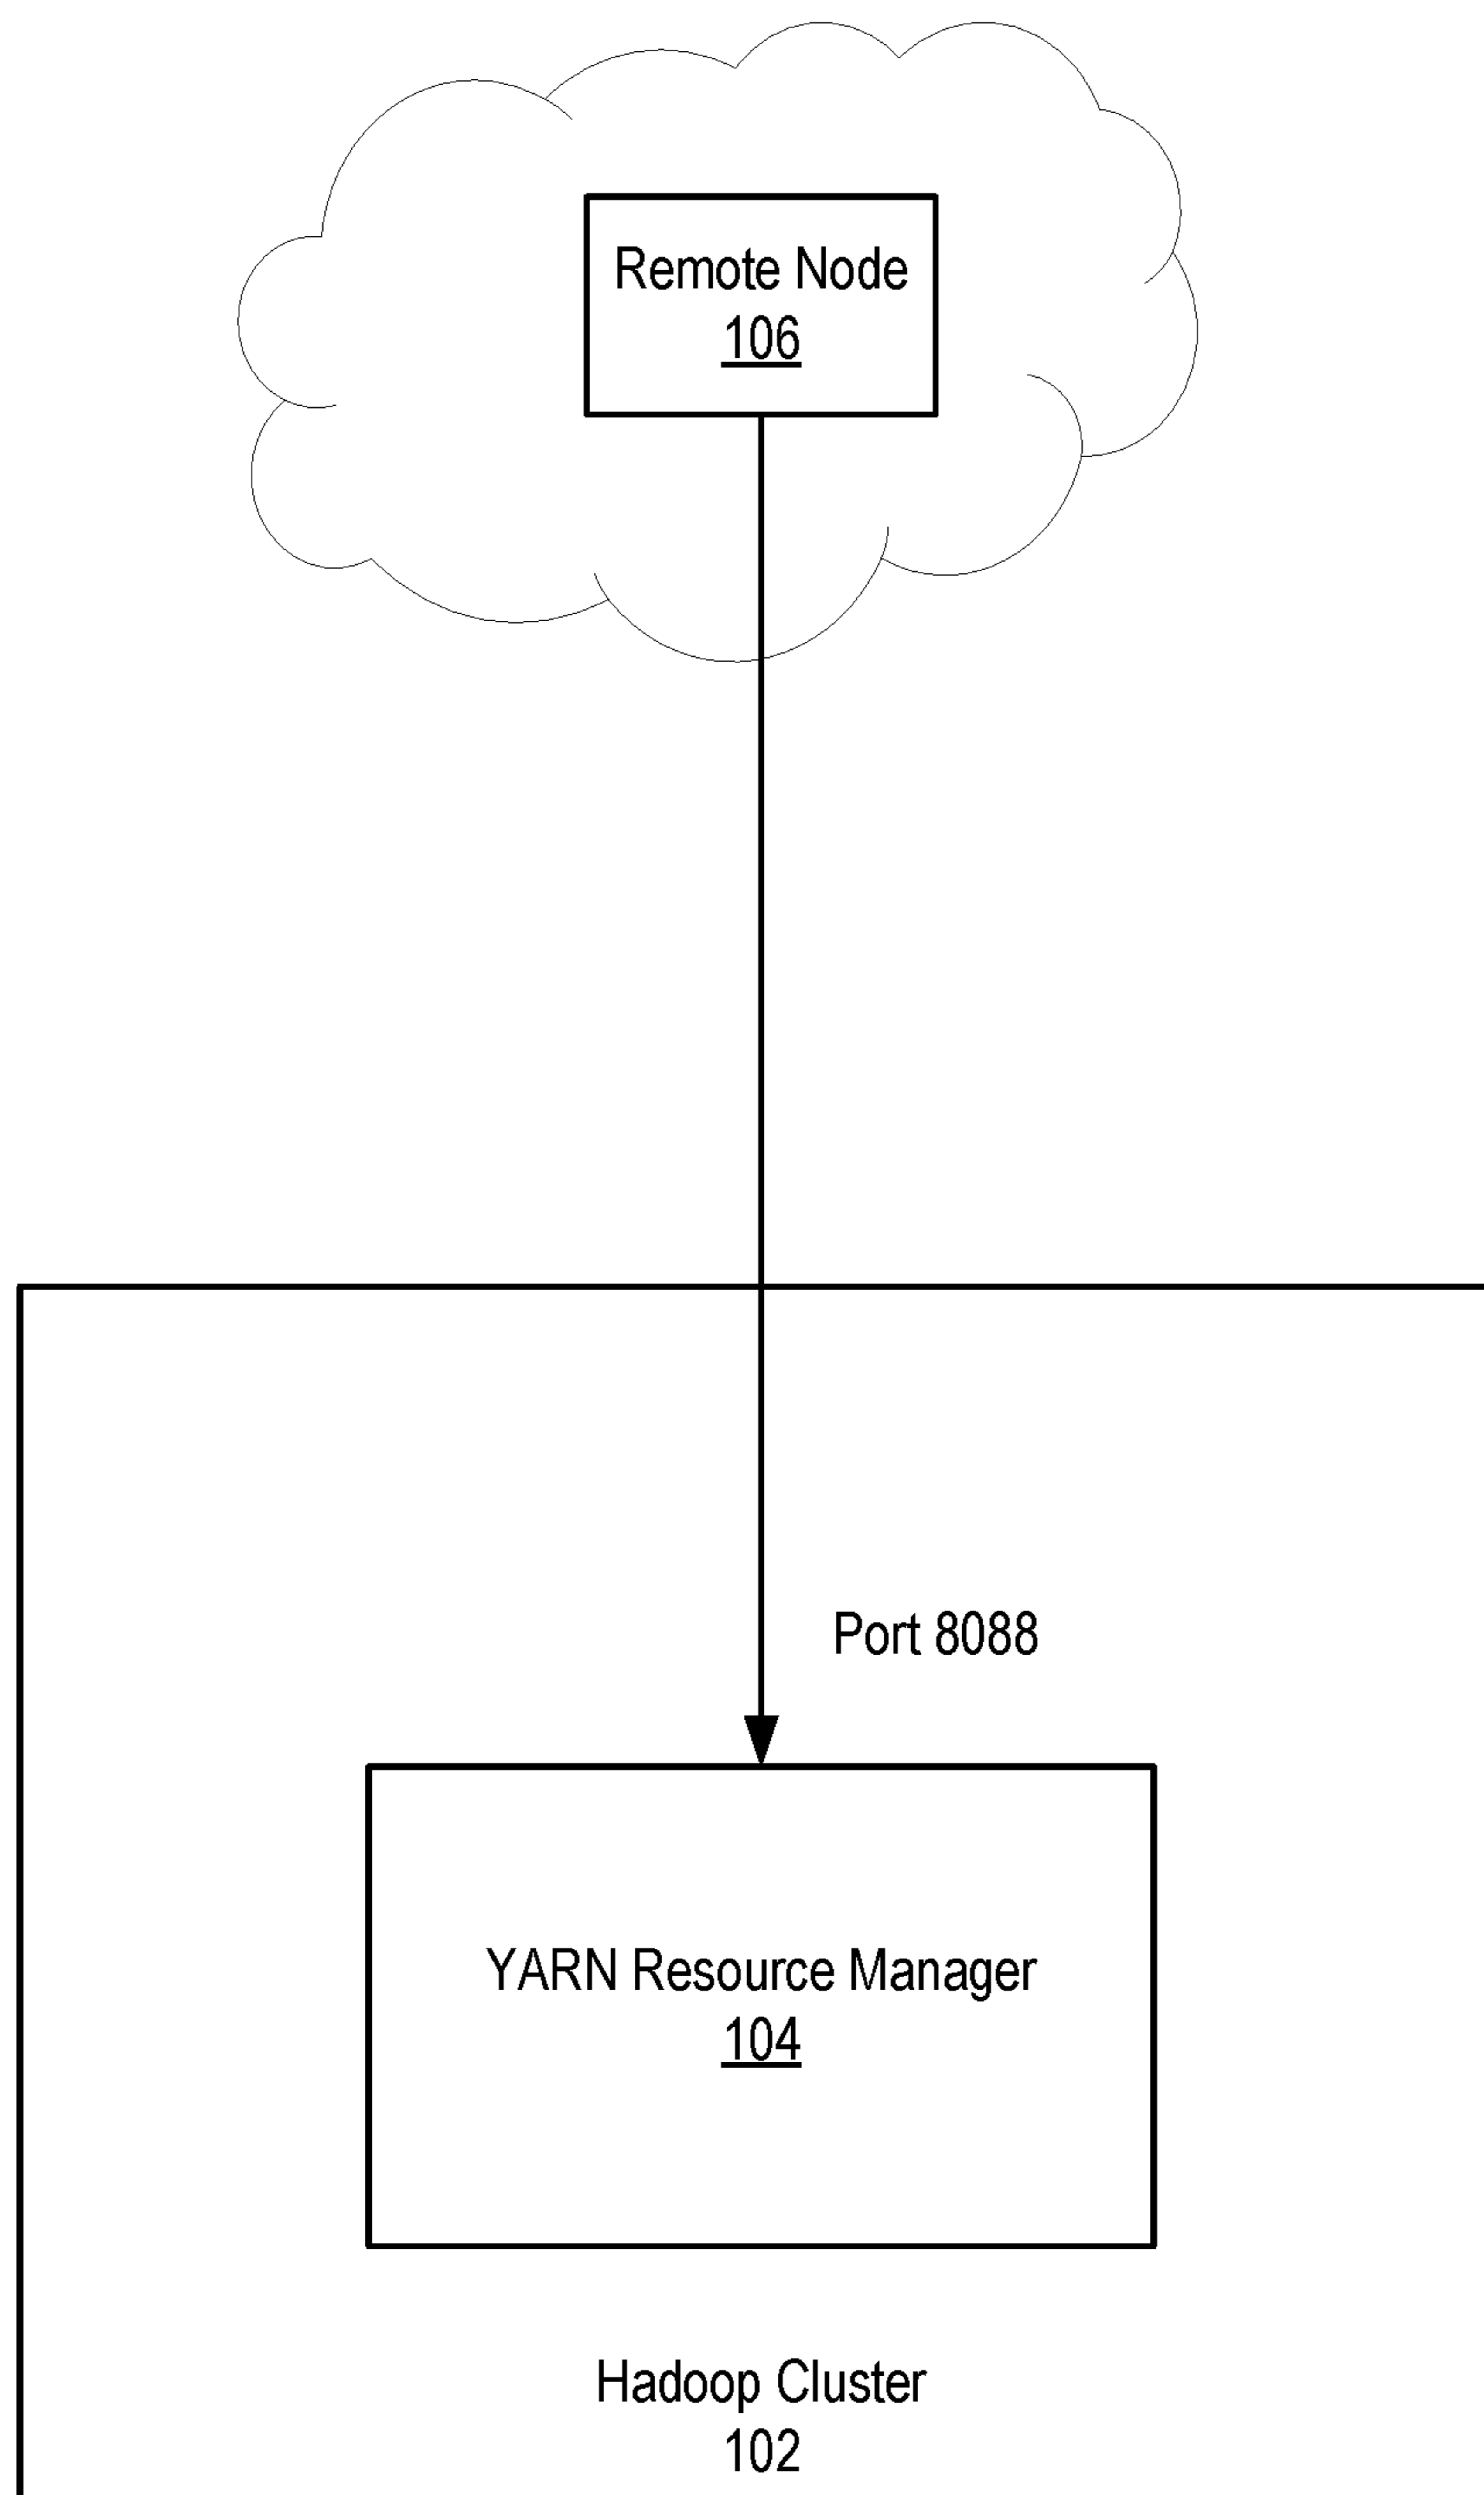 Remote Node
106
Port 8088
YARN Resource Manager
104
Hadoop Cluster
102